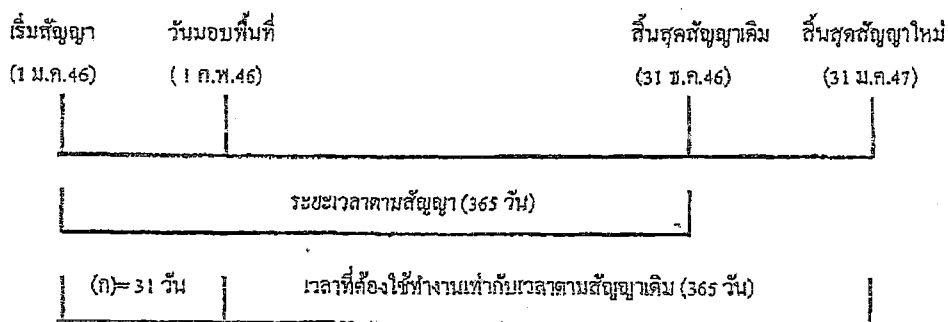 เริ่มสัญญา วันมอบพื้นที่ สิ้นสุดสัญญาเดิม สิ้นสุดสัญญาใหม่
(1 ม.ค.46) (1 ก.พ.46) (31 ธ.ค.46) (31 ม.ค.47)
ระยะเวลาตามสัญญา (365 วัน)
(ก)= 31 วัน เวลาที่ต้องใช้ทำงานเท่ากับเวลาตามสัญญาเดิม (365 วัน)